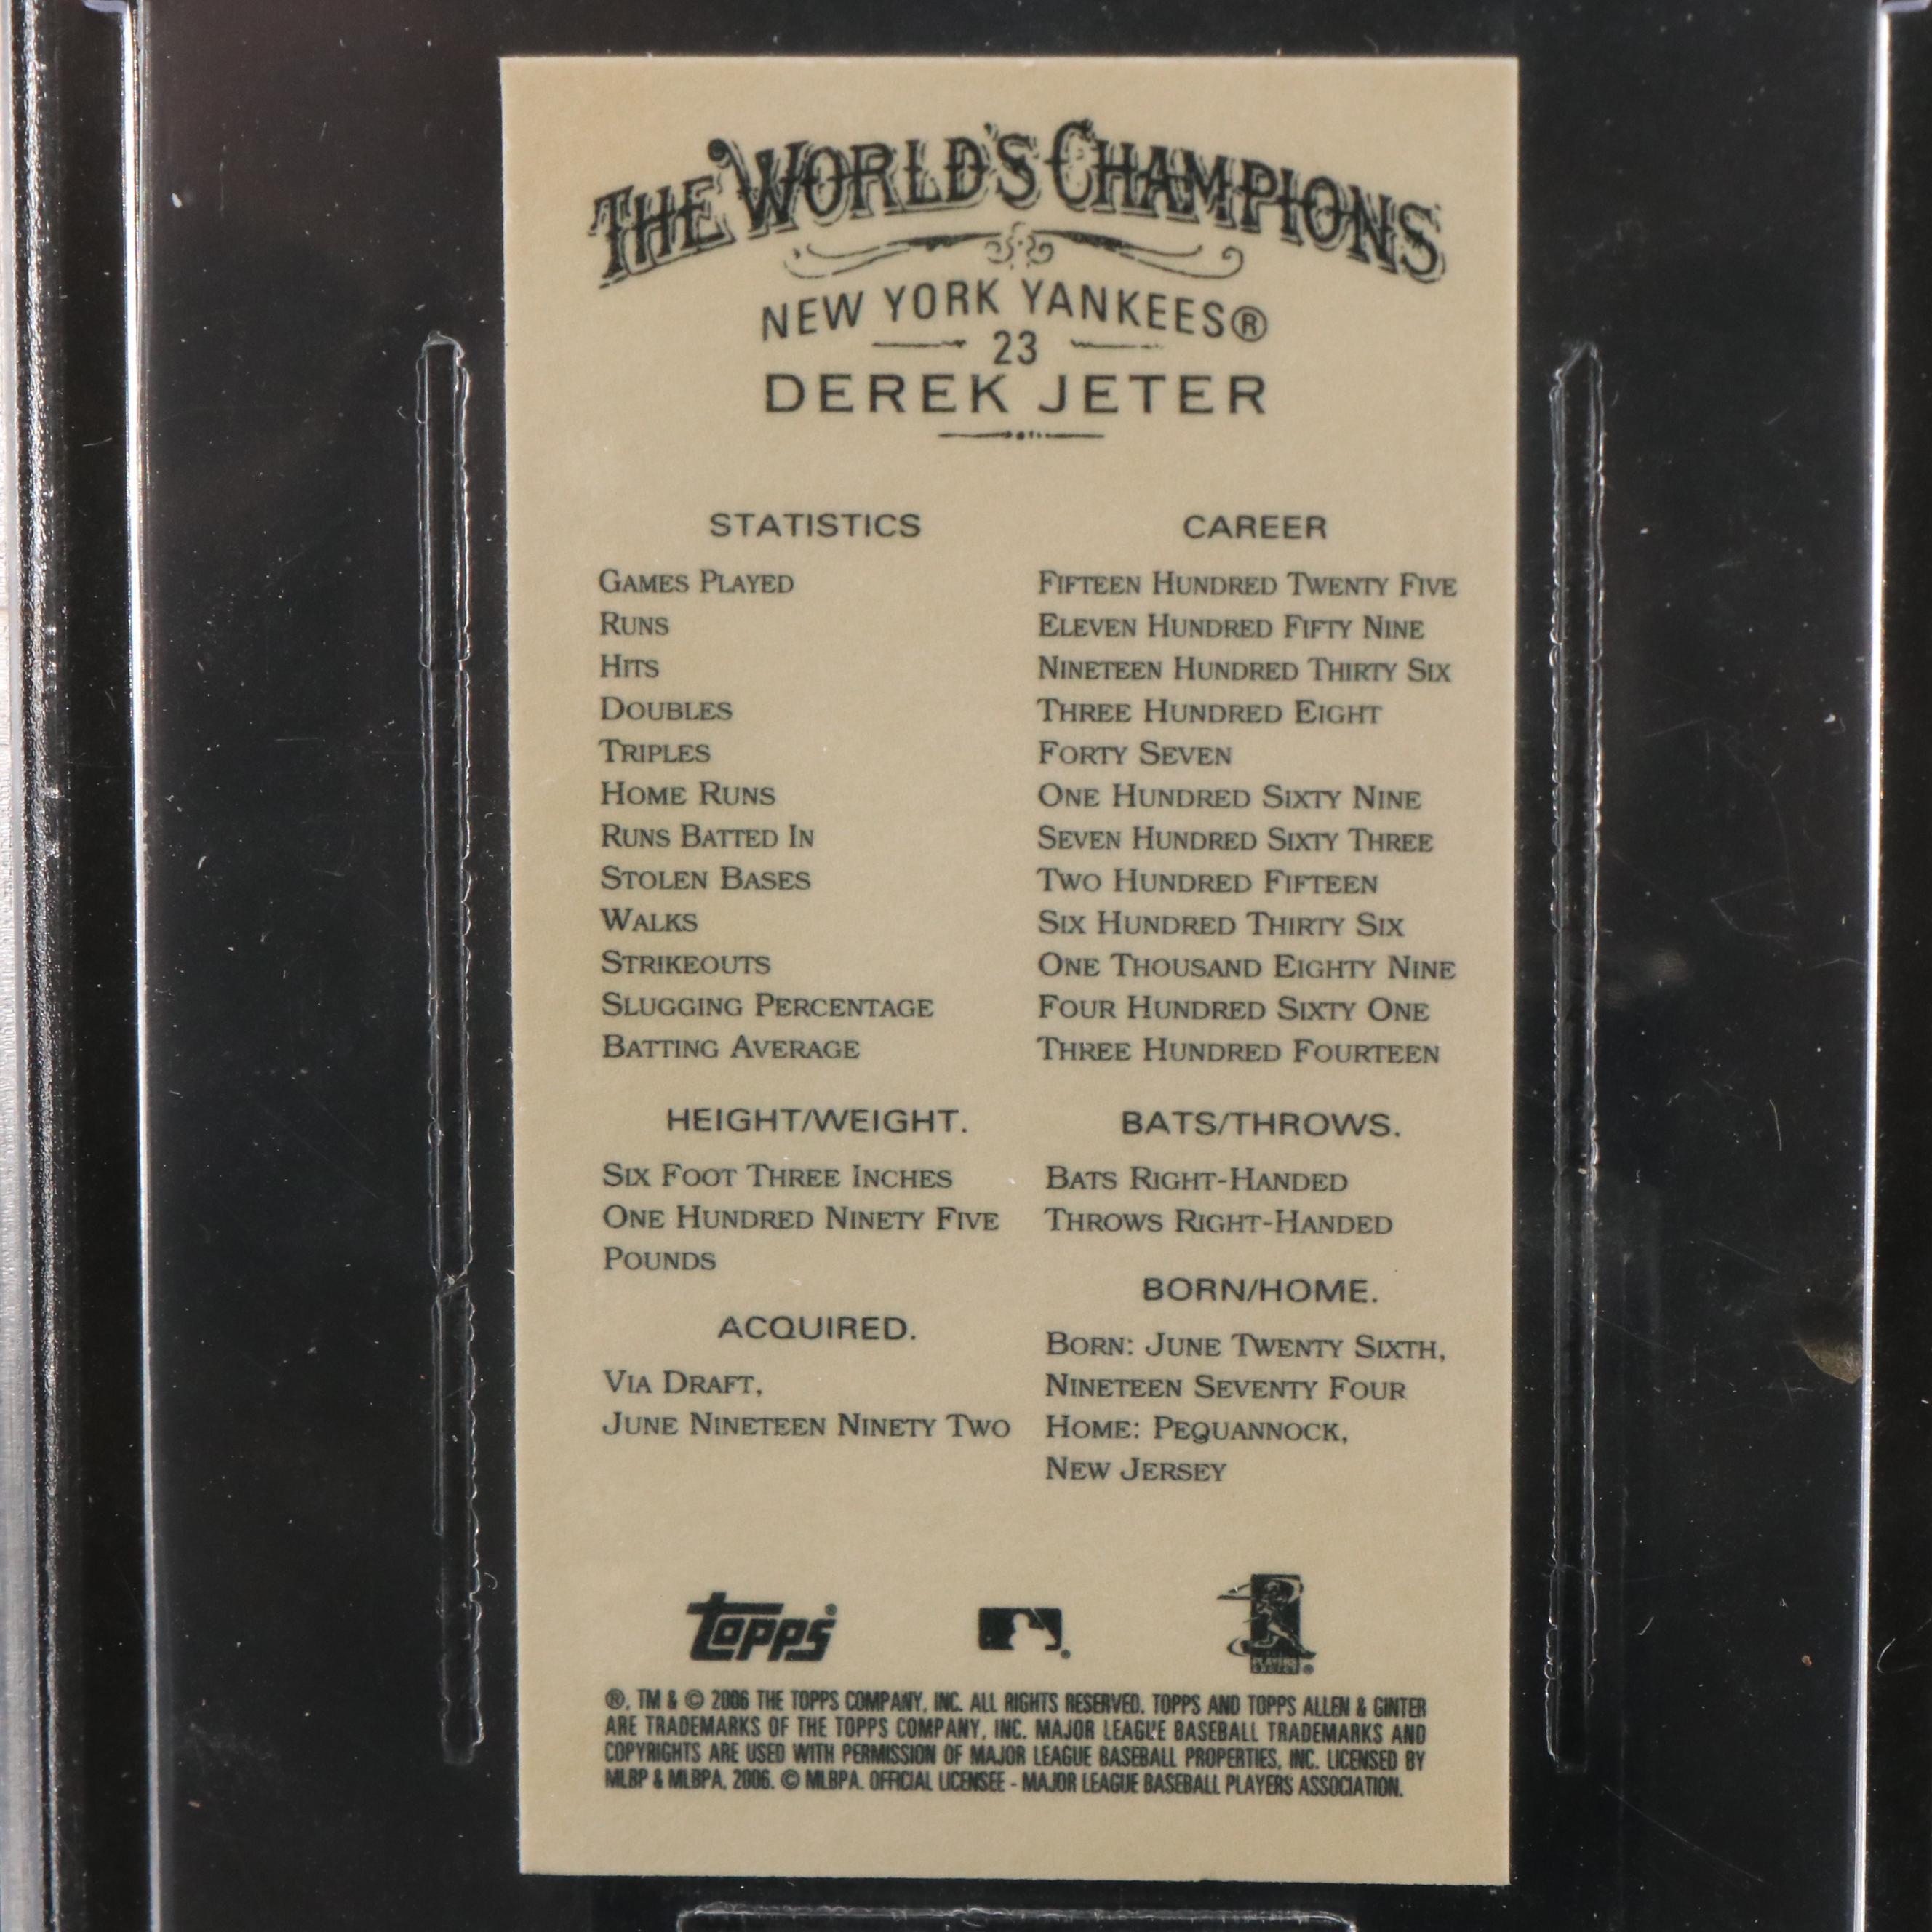 THE WORLD'S CHAMPIONS
NEW YORK YANKEES®
23
DEREK JETER
STATISTICS CAREER
GAMES PLAYED FIFTEEN HUNDRED TWENTY FIVE
RUNS ELEVEN HUNDRED FIFTY NINE
HITS NINETEEN HUNDRED THIRTY SIX
DOUBLES THREE HUNDRED EIGHT
TRIPLES FORTY SEVEN
HOME RUNS ONE HUNDRED SIXTY NINE
RUNS BATTED IN SEVEN HUNDRED SIXTY THREE
STOLEN BASES TWO HUNDRED FIFTEEN
WALKS SIX HUNDRED THIRTY SIX
STRIKEOUTS ONE THOUSAND EIGHTY NINE
SLUGGING PERCENTAGE FOUR HUNDRED SIXTY ONE
BATTING AVERAGE THREE HUNDRED FOURTEEN
HEIGHT/WEIGHT.
SIX FOOT THREE INCHES
ONE HUNDRED NINETY FIVE
POUNDS
ACQUIRED.
VIA DRAFT,
JUNE NINETEEN NINETY TWO
BATS/THROWS.
BATS RIGHT-HANDED
THROWS RIGHT-HANDED
BORN/HOME.
BORN: JUNE TWENTY SIXTH,
NINETEEN SEVENTY FOUR
HOME: PEQUANNOCK,
NEW JERSEY
topps®
®, TM & © 2006 THE TOPPS COMPANY, INC. ALL RIGHTS RESERVED. TOPPS AND TOPPS ALLEN & GINTER
ARE TRADEMARKS OF THE TOPPS COMPANY, INC. MAJOR LEAGUE BASEBALL TRADEMARKS AND
COPYRIGHTS ARE USED WITH PERMISSION OF MAJOR LEAGUE BASEBALL PROPERTIES, INC. LICENSED BY
MLBP & MLBPA, 2006. © MLBPA. OFFICIAL LICENSEE - MAJOR LEAGUE BASEBALL PLAYERS ASSOCIATION.